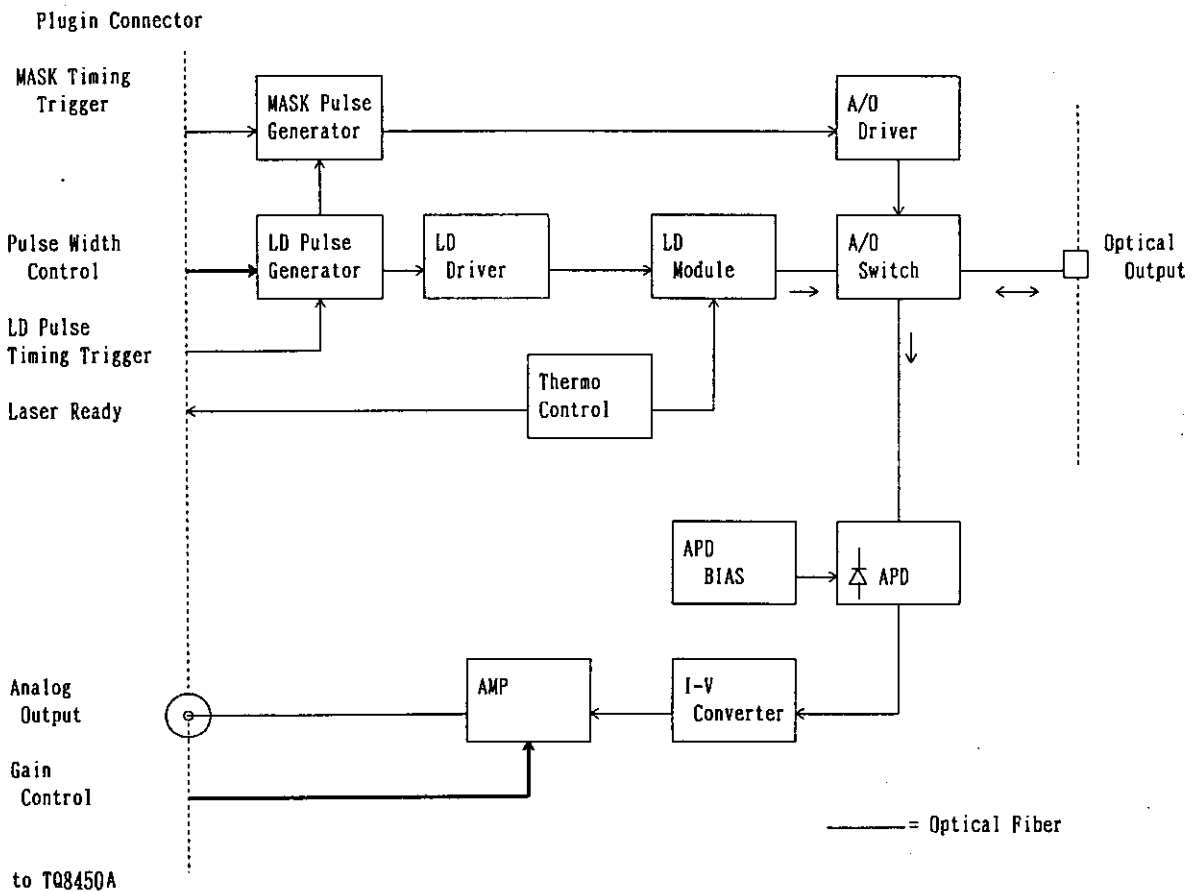 Plugin Connector
MASK Timing
Trigger
MASK Pulse
Generator
A/O
Driver
Pulse Width
Control
LD Pulse
Generator
LD
Driver
LD
Module
A/O
Switch
Optical
Output
LD Pulse
Timing Trigger
Thermo
Control
Laser Ready
APD
BIAS
APD
Analog
Output
AMP
I-V
Converter
Gain
Control
= Optical Fiber
to TQ8450A